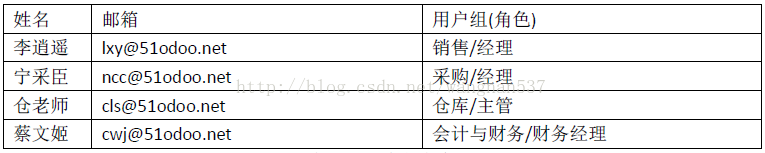 姓名 邮箱 用户组(角色)
李逍遥 lxy@51odoo.net 销售/经理
宁采臣 ncc@51odoo.net 采购/经理
仓老师 cls@51odoo.net 仓库/主管
蔡文姬 cwj@51odoo.net 会计与财务/财务经理